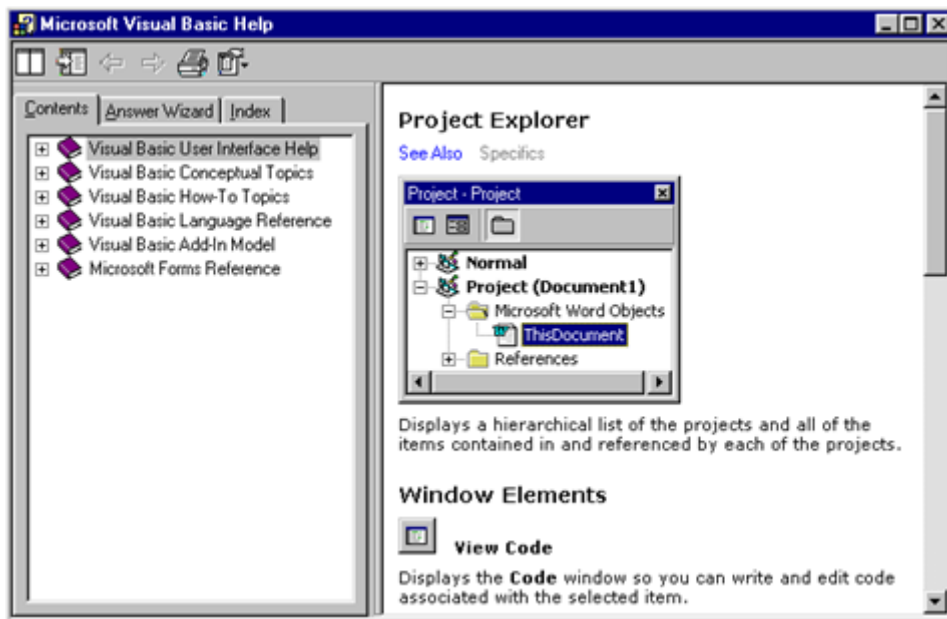 Microsoft Visual Basic Help
Contents Answer Wizard Index
Visual Basic User Interface Help
Visual Basic Conceptual Topics
Visual Basic How-To Topics
Visual Basic Language Reference
Visual Basic Add-In Model
Microsoft Forms Reference
Project Explorer
See Also Specifics
Project - Project
Normal
Project (Document1)
Microsoft Word Objects
ThisDocument
References
Displays a hierarchical list of the projects and all of the
items contained in and referenced by each of the projects.
Window Elements
View Code
Displays the Code window so you can write and edit code
associated with the selected item.